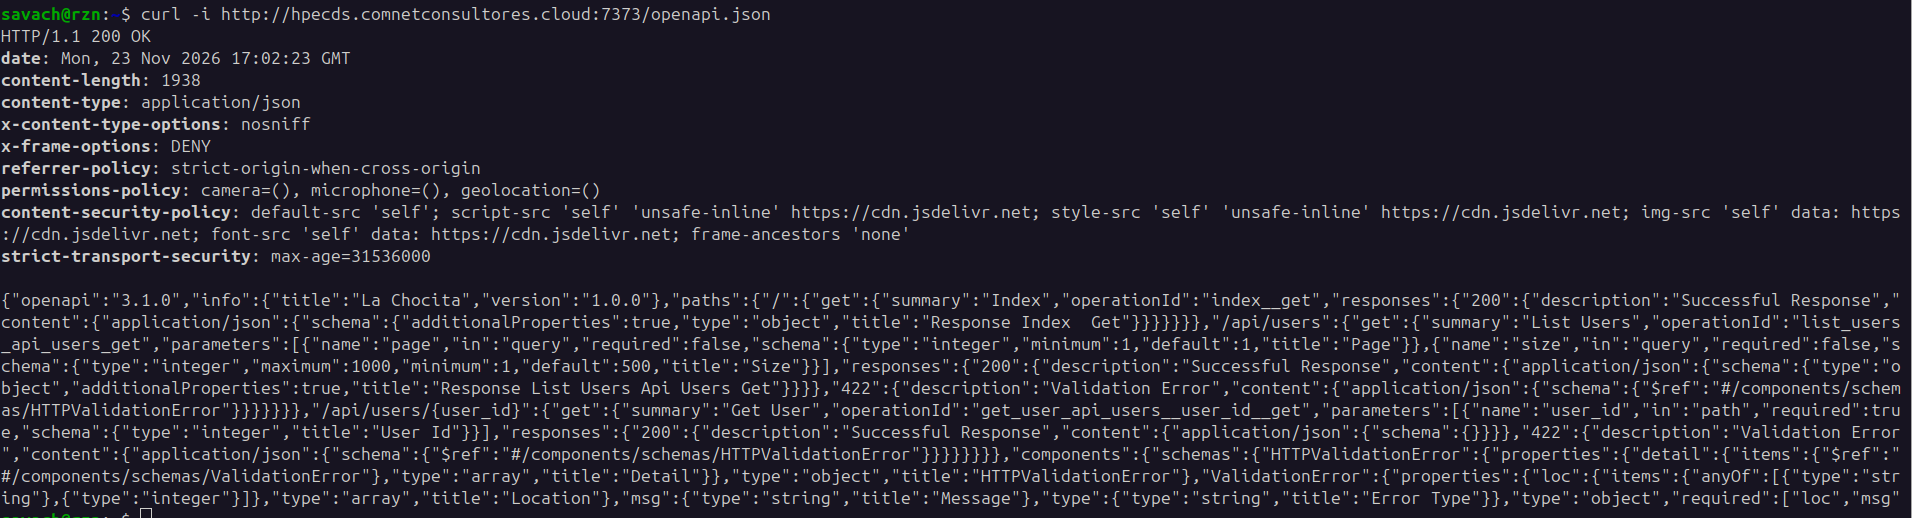 savach@rzn:~$ curl -i http://hpecds.comnetconsultores.cloud:7373/openapi.json
HTTP/1.1 200 OK
date: Mon, 23 Nov 2026 17:02:23 GMT
content-length: 1938
content-type: application/json
x-content-type-options: nosniff
x-frame-options: DENY
referrer-policy: strict-origin-when-cross-origin
permissions-policy: camera=(), microphone=(), geolocation=()
content-security-policy: default-src 'self'; script-src 'self' 'unsafe-inline' https://cdn.jsdelivr.net; style-src 'self' 'unsafe-inline' https://cdn.jsdelivr.net; img-src 'self' data: https
://cdn.jsdelivr.net; font-src 'self' data: https://cdn.jsdelivr.net; frame-ancestors 'none'
strict-transport-security: max-age=31536000
{"openapi":"3.1.0","info":{"title":"La Chocita","version":"1.0.0"},"paths":{"/":{"get":{"summary":"Index","operationId":"index__get","responses":{"200":{"description":"Successful Response","
content":{"application/json":{"schema":{"additionalProperties":true,"type":"object","title":"Response Index  Get"}}}}}}},"/api/users":{"get":{"summary":"List Users","operationId":"list_users
_api_users_get","parameters":[{"name":"page","in":"query","required":false,"schema":{"type":"integer","minimum":1,"default":1,"title":"Page"}},{"name":"size","in":"query","required":false,"s
chema":{"type":"integer","maximum":1000,"minimum":1,"default":500,"title":"Size"}}],"responses":{"200":{"description":"Successful Response","content":{"application/json":{"schema":{"type":"o
bject","additionalProperties":true,"title":"Response List Users Api Users Get"}}}},"422":{"description":"Validation Error","content":{"application/json":{"schema":{"$ref":"#/components/schem
as/HTTPValidationError"}}}}}}},"/api/users/{user_id}":{"get":{"summary":"Get User","operationId":"get_user_api_users__user_id__get","parameters":[{"name":"user_id","in":"path","required":tru
e,"schema":{"type":"integer","title":"User Id"}}],"responses":{"200":{"description":"Successful Response","content":{"application/json":{"schema":{}}}},"422":{"description":"Validation Error
","content":{"application/json":{"schema":{"$ref":"#/components/schemas/HTTPValidationError"}}}}}}}},"components":{"schemas":{"HTTPValidationError":{"properties":{"detail":{"items":{"$ref":"
#/components/schemas/ValidationError"},"type":"array","title":"Detail"}},"type":"object","title":"HTTPValidationError"},"ValidationError":{"properties":{"loc":{"items":{"anyOf":[{"type":"str
ing"},{"type":"integer"}]},"type":"array","title":"Location"},"msg":{"type":"string","title":"Message"},"type":{"type":"string","title":"Error Type"}},"type":"object","required":["loc","msg"
savach@rzn:~$